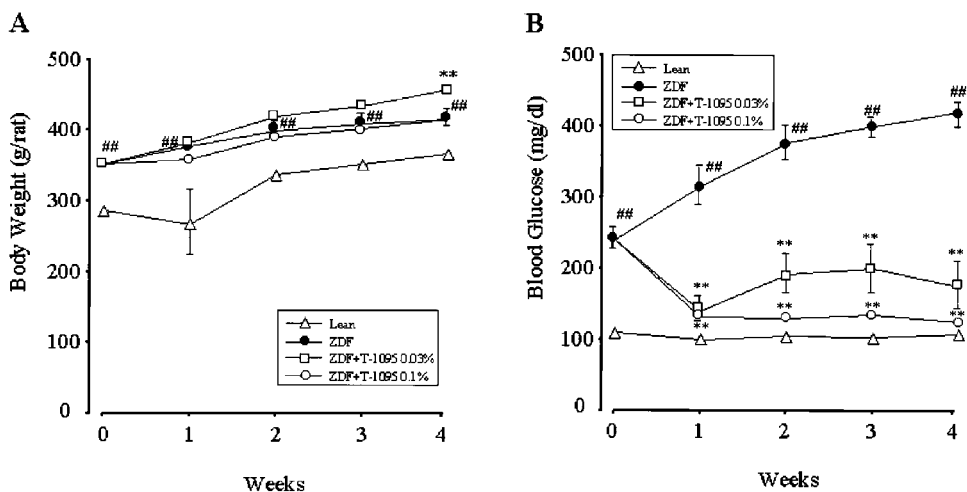 A
Body Weight (g/rat)
500
400
300
200
100
0
##
##
##
##
**
##
Lean
ZDF
ZDF+T-1095 0.03%
ZDF+T-1095 0.1%
0 1 2 3 4
Weeks
B
Blood Glucose (mg/dl)
500
400
300
200
100
0
Lean
ZDF
ZDF+T-1095 0.03%
ZDF+T-1095 0.1%
##
##
##
##
##
**
**
**
**
**
**
**
**
0 1 2 3 4
Weeks